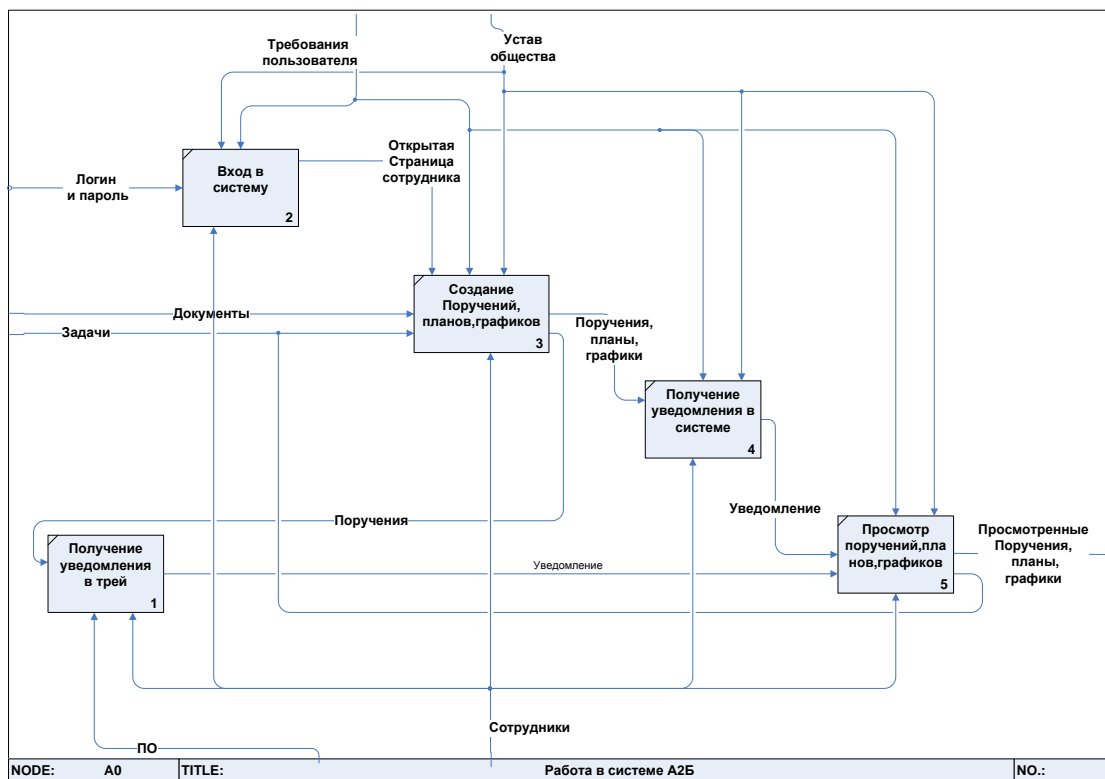 Требования
пользователя
Устав
общества
Логин
и пароль
Вход в
систему
2
Открытая
Страница
сотрудника
Документы
Задачи
Создание
Поручений,
планов,графиков
3
Поручения,
планы,
графики
Получение
уведомления в
системе
4
Уведомление
Поручения
Получение
уведомления
в трей
1
Уведомление
Просмотр
поручений,пла
нов,графиков
5
Просмотренные
Поручения,
планы,
графики
Сотрудники
ПО
NODE: A0 TITLE: Работа в системе А2Б NO.: